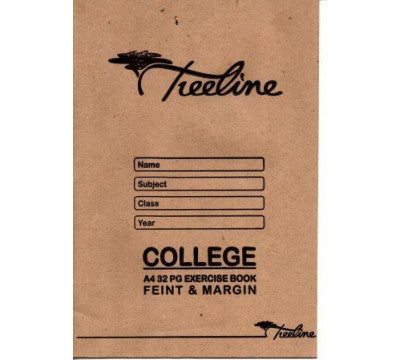 Treeline
Name
Subject
Class
Year
COLLEGE
A4 32 PG EXERCISE BOOK
FEINT & MARGIN
Treeline